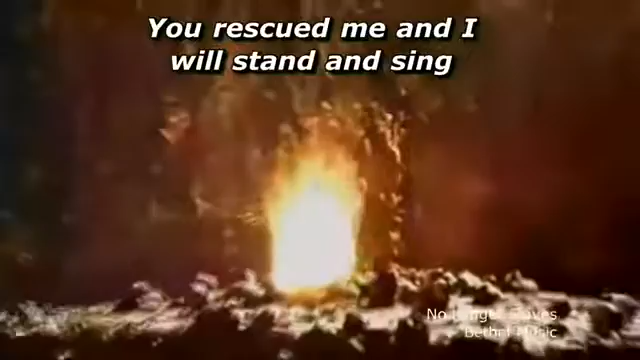 You rescued me and I
will stand and sing
No Longer Slaves
Bethel Music